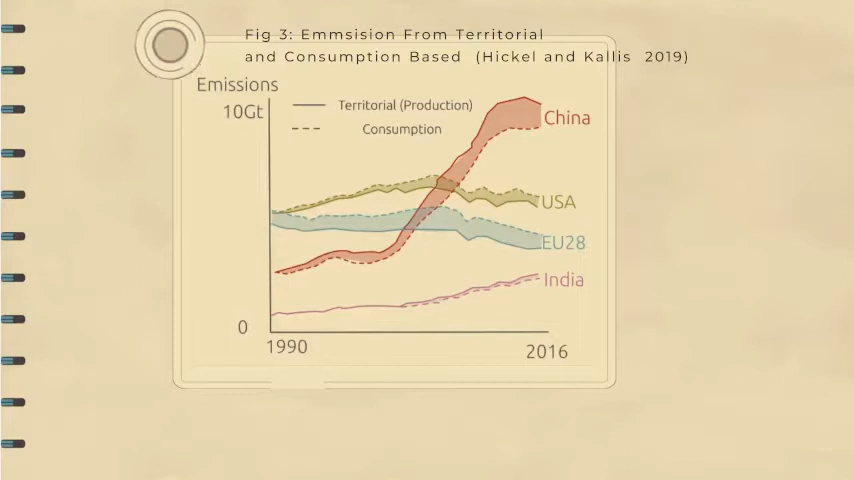 Fig 3: Emmsision From Territorial
and Consumption Based (Hickel and Kallis 2019)
Emissions
10Gt
Territorial (Production)
Consumption
China
USA
EU28
India
0
1990
2016